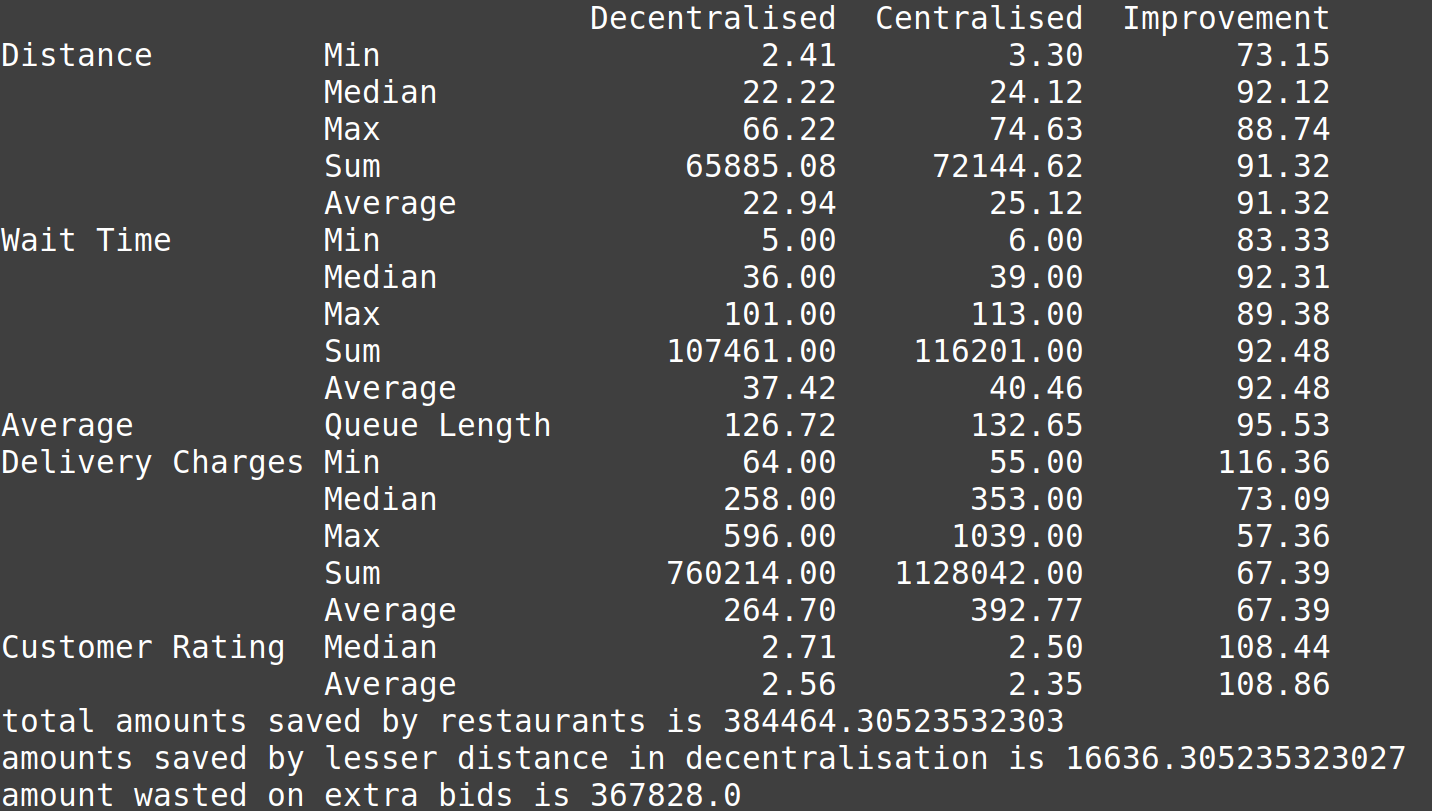 Decentralised Centralised Improvement
Distance Min 2.41 3.30 73.15
Median 22.22 24.12 92.12
Max 66.22 74.63 88.74
Sum 65885.08 72144.62 91.32
Average 22.94 25.12 91.32
Wait Time Min 5.00 6.00 83.33
Median 36.00 39.00 92.31
Max 101.00 113.00 89.38
Sum 107461.00 116201.00 92.48
Average 37.42 40.46 92.48
Average Queue Length 126.72 132.65 95.53
Delivery Charges Min 64.00 55.00 116.36
Median 258.00 353.00 73.09
Max 596.00 1039.00 57.36
Sum 760214.00 1128042.00 67.39
Average 264.70 392.77 67.39
Customer Rating Median 2.71 2.50 108.44
Average 2.56 2.35 108.86
total amounts saved by restaurants is 384464.30523532303
amounts saved by lesser distance in decentralisation is 16636.305235323027
amount wasted on extra bids is 367828.0